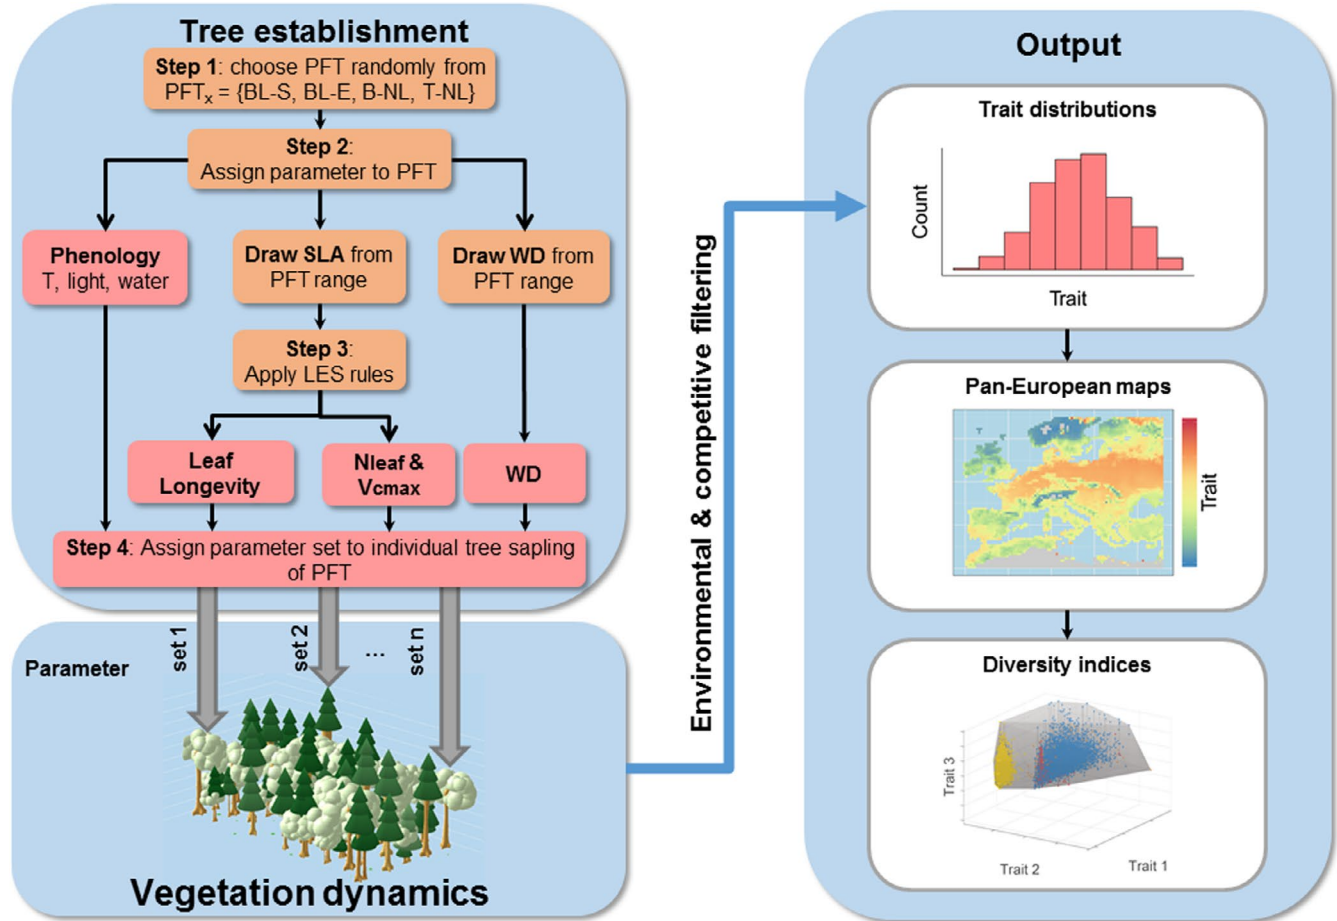 Tree establishment
Step 1: choose PFT randomly from
PFTx = {BL-S, BL-E, B-NL, T-NL}
Step 2:
Assign parameter to PFT
Phenology
T, light, water
Draw SLA from
PFT range
Draw WD from
PFT range
Step 3:
Apply LES rules
Leaf
Longevity
Nleaf &
Vcmax
WD
Step 4: Assign parameter set to individual tree sapling
of PFT
Parameter
set 1
set 2
...
set n
Vegetation dynamics
Environmental & competitive filtering
Output
Trait distributions
Count
Trait
Pan-European maps
Trait
Diversity indices
Trait 3
Trait 2
Trait 1